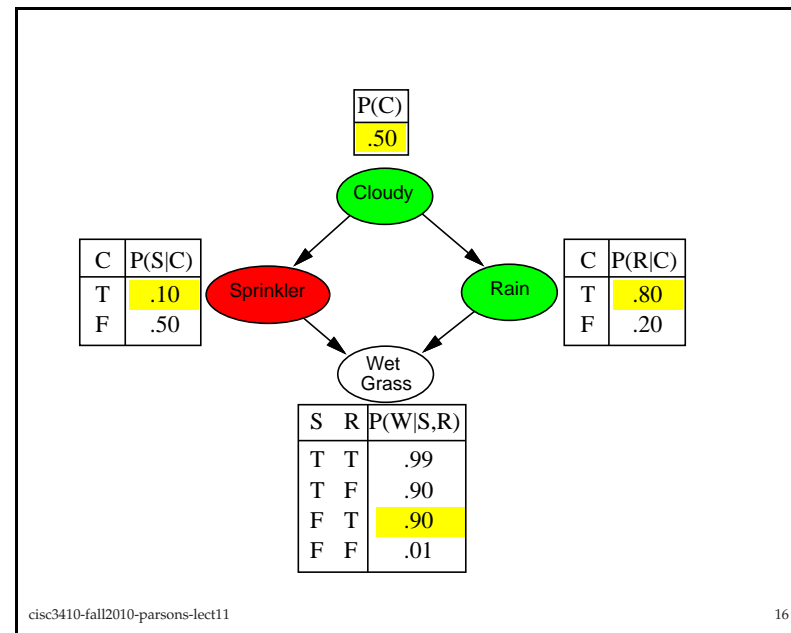 P(C)
.50
Cloudy
C P(S|C)
T .10
F .50
Sprinkler
Rain
C P(R|C)
T .80
F .20
Wet
Grass
S R P(W|S,R)
T T .99
T F .90
F T .90
F F .01
cisc3410-fall2010-parsons-lect11 16